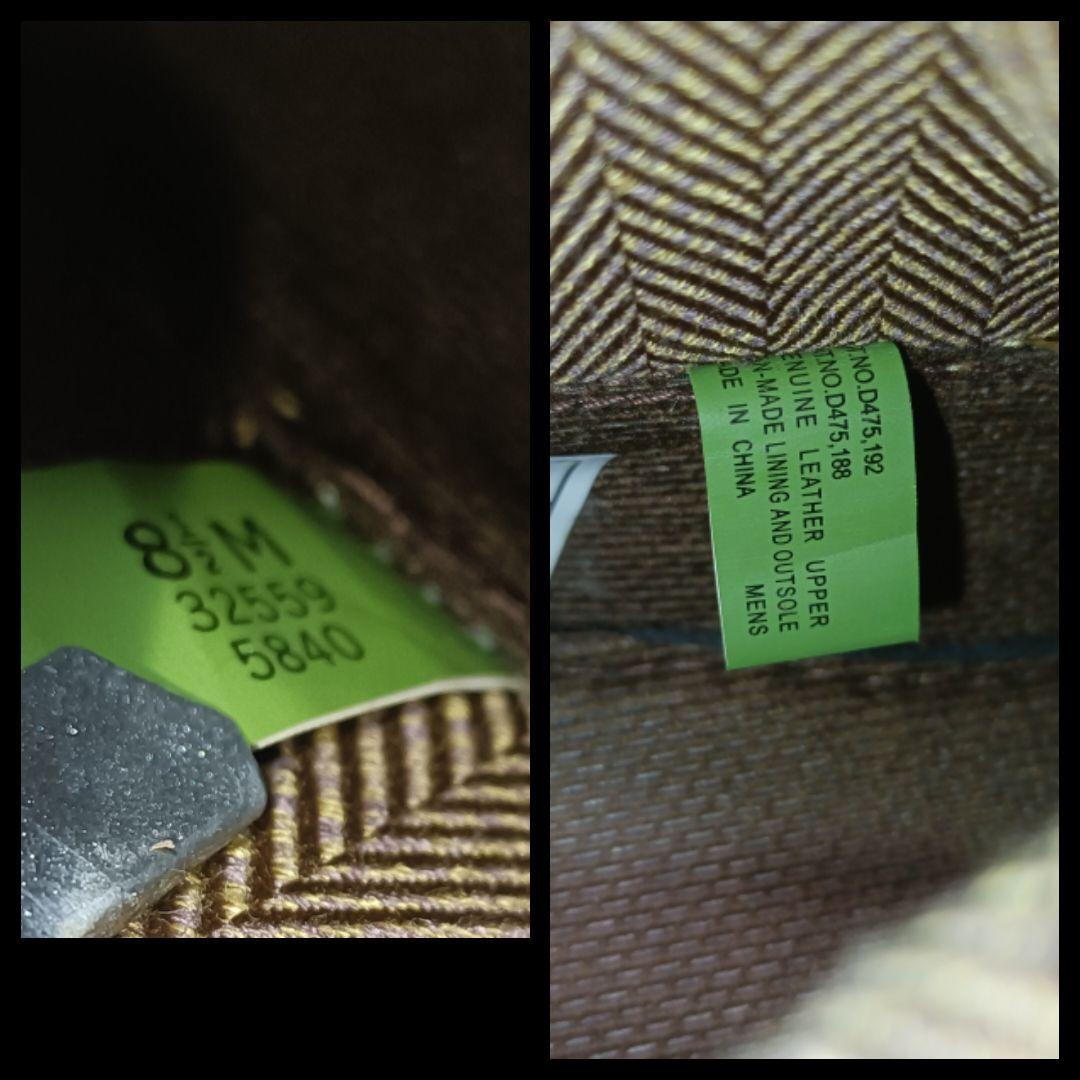 8½ M
32559
5840
T.NO.D475,192
T.NO.D475,188
ENUINE LEATHER UPPER
N-MADE LINING AND OUTSOLE
ADE IN CHINA MENS